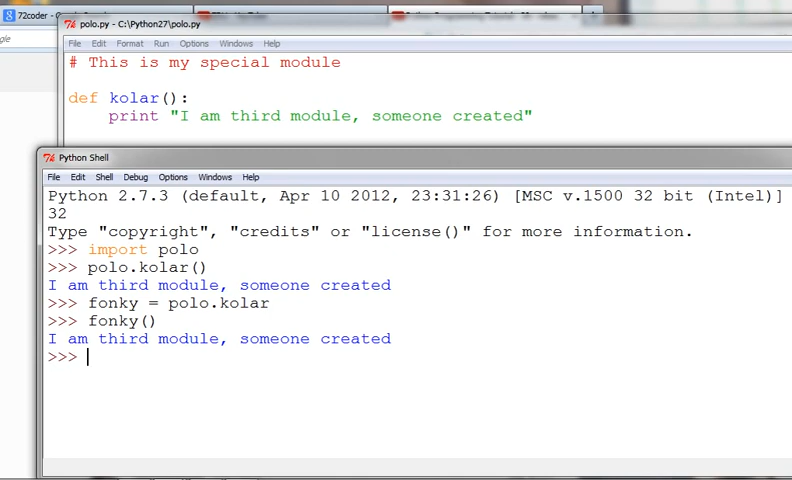 72coder - Google
polo.py - C:\Python27\polo.py
File Edit Format Run Options Windows Help
# This is my special module
def kolar():
print "I am third module, someone created"
Python Shell
File Edit Shell Debug Options Windows Help
Python 2.7.3 (default, Apr 10 2012, 23:31:26) [MSC v.1500 32 bit (Intel)]
32
Type "copyright", "credits" or "license()" for more information.
>>> import polo
>>> polo.kolar()
I am third module, someone created
>>> fonky = polo.kolar
>>> fonky()
I am third module, someone created
>>>